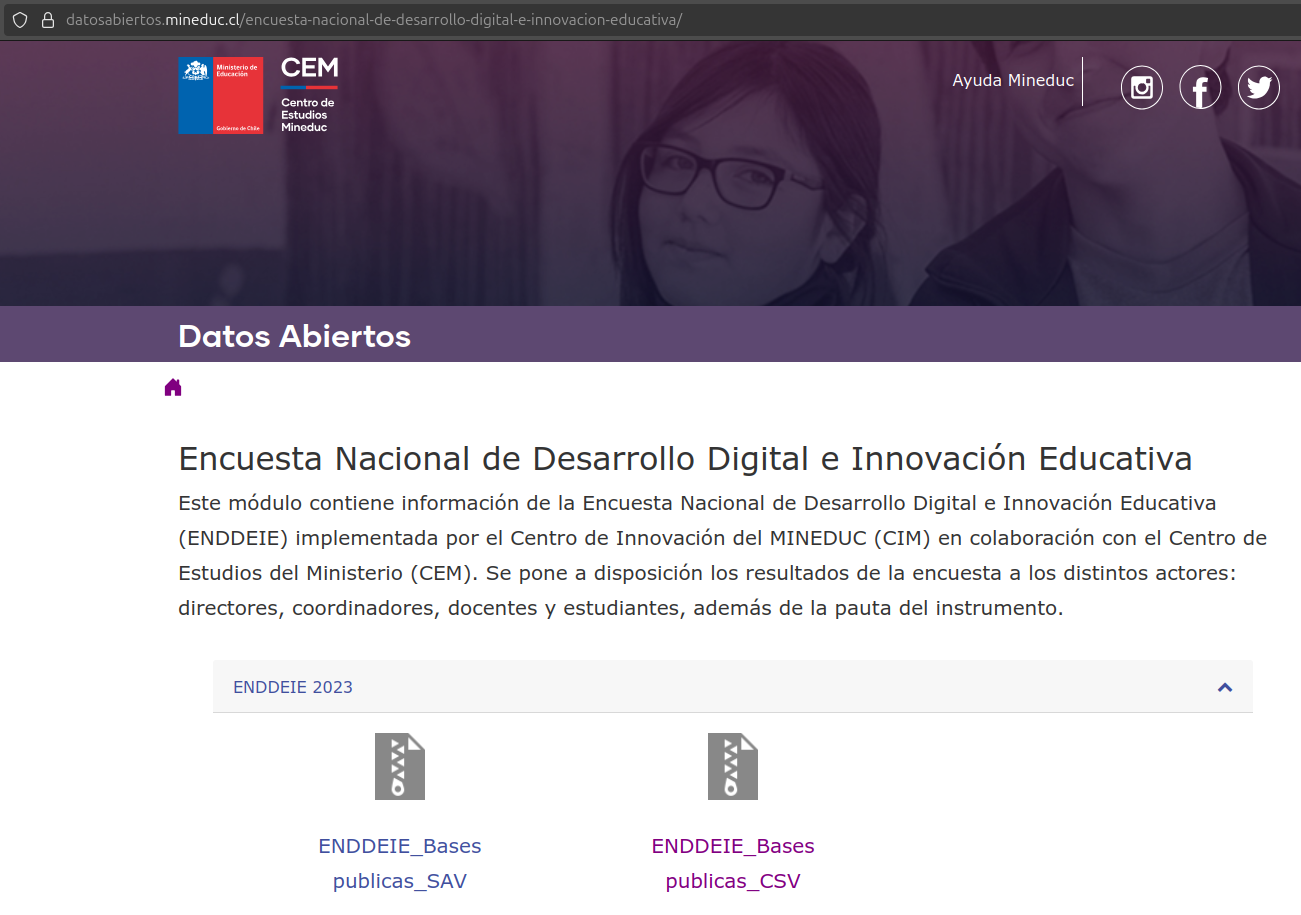 datosabiertos.mineduc.cl/encuesta-nacional-de-desarrollo-digital-e-innovacion-educativa/
Ministerio de
Educación
Gobierno de Chile
CEM
Centro de
Estudios
Mineduc
Ayuda Mineduc
Datos Abiertos
Encuesta Nacional de Desarrollo Digital e Innovación Educativa
Este módulo contiene información de la Encuesta Nacional de Desarrollo Digital e Innovación Educativa
(ENDDEIE) implementada por el Centro de Innovación del MINEDUC (CIM) en colaboración con el Centro de
Estudios del Ministerio (CEM). Se pone a disposición los resultados de la encuesta a los distintos actores:
directores, coordinadores, docentes y estudiantes, además de la pauta del instrumento.
ENDDEIE 2023
ENDDEIE_Bases
publicas_SAV
ENDDEIE_Bases
publicas_CSV